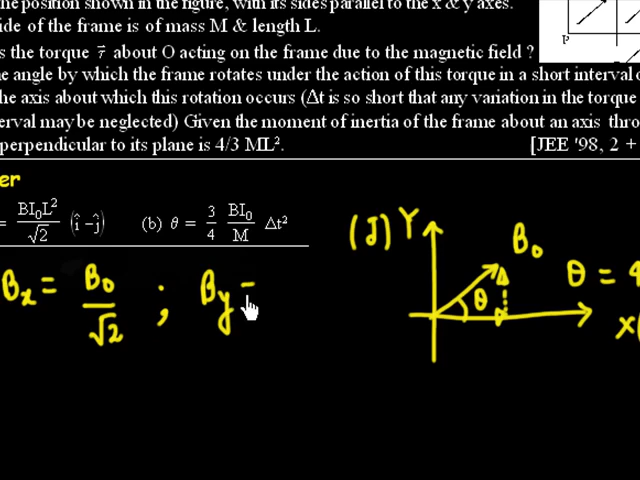 the position shown in the figure, with its sides parallel to the x & y axes.
ide of the frame is of mass M & length L.
s the torque τ⃗ about O acting on the frame due to the magnetic field ?
e angle by which the frame rotates under the action of this torque in a short interval o
he axis about which this rotation occurs (Δt is so short that any variation in the torque
erval may be neglected) Given the moment of inertia of the frame about an axis thro
perpendicular to its plane is 4/3 ML². [JEE '98, 2 +
P
er
= BI₀L²/√2 (î−ĵ) (b) θ = 3/4 BI₀/M Δt²
(J) Y
B₀
θ = 4
θ
X(
Bx = B₀/√2 ; By =